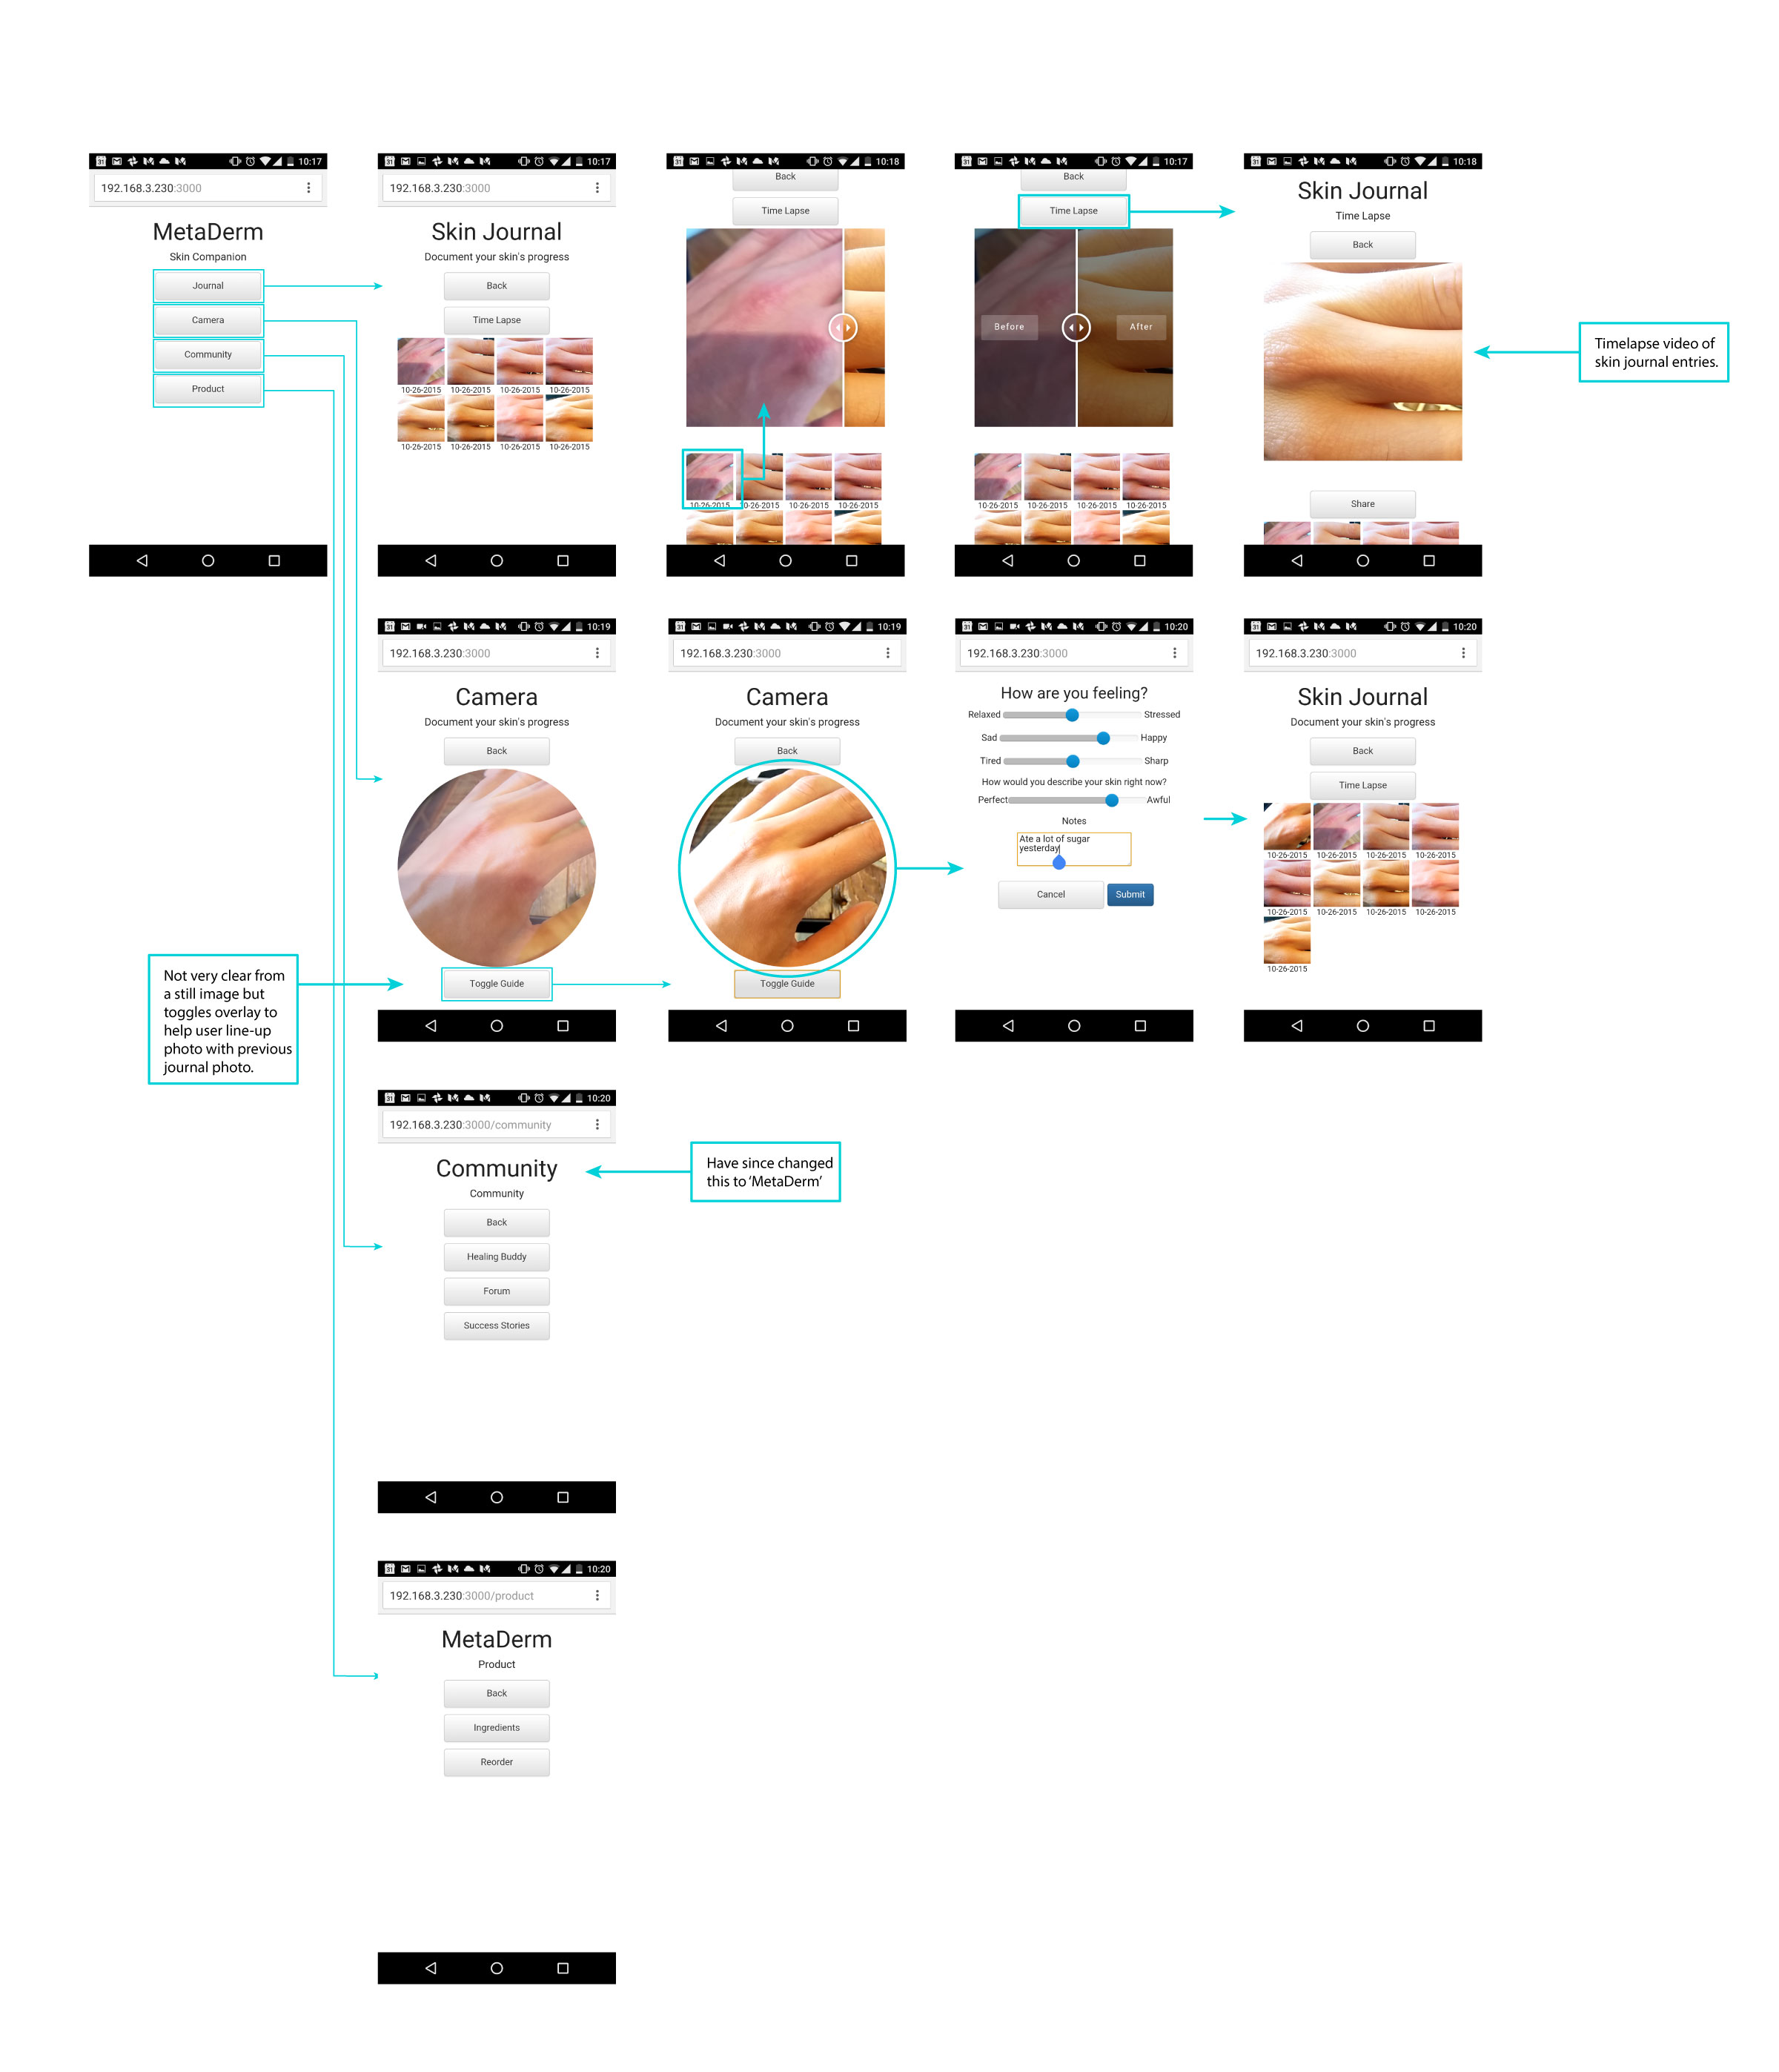 10:17
192.168.3.230:3000
MetaDerm
Skin Companion
Journal
Camera
Community
Product
10:17
192.168.3.230:3000
Skin Journal
Document your skin's progress
Back
Time Lapse
10-26-2015 10-26-2015 10-26-2015 10-26-2015
10-26-2015 10-26-2015 10-26-2015 10-26-2015
10:18
Back
Time Lapse
10-26-2015 10-26-2015 10-26-2015 10-26-2015
10:17
Back
Time Lapse
Before
After
10-26-2015 10-26-2015 10-26-2015 10-26-2015
10:18
Skin Journal
Time Lapse
Back
Share
Timelapse video of
skin journal entries.
10:19
192.168.3.230:3000
Camera
Document your skin's progress
Back
Toggle Guide
Not very clear from
a still image but
toggles overlay to
help user line-up
photo with previous
journal photo.
10:19
192.168.3.230:3000
Camera
Document your skin's progress
Back
Toggle Guide
10:20
192.168.3.230:3000
How are you feeling?
Relaxed Stressed
Sad Happy
Tired Sharp
How would you describe your skin right now?
Perfect Awful
Notes
Ate a lot of sugar
yesterday
Cancel Submit
10:20
192.168.3.230:3000
Skin Journal
Document your skin's progress
Back
Time Lapse
10-26-2015 10-26-2015 10-26-2015 10-26-2015
10-26-2015 10-26-2015 10-26-2015 10-26-2015
10-26-2015
10:20
192.168.3.230:3000/community
Community
Community
Back
Healing Buddy
Forum
Success Stories
Have since changed
this to ‘MetaDerm’
10:20
192.168.3.230:3000/product
MetaDerm
Product
Back
Ingredients
Reorder